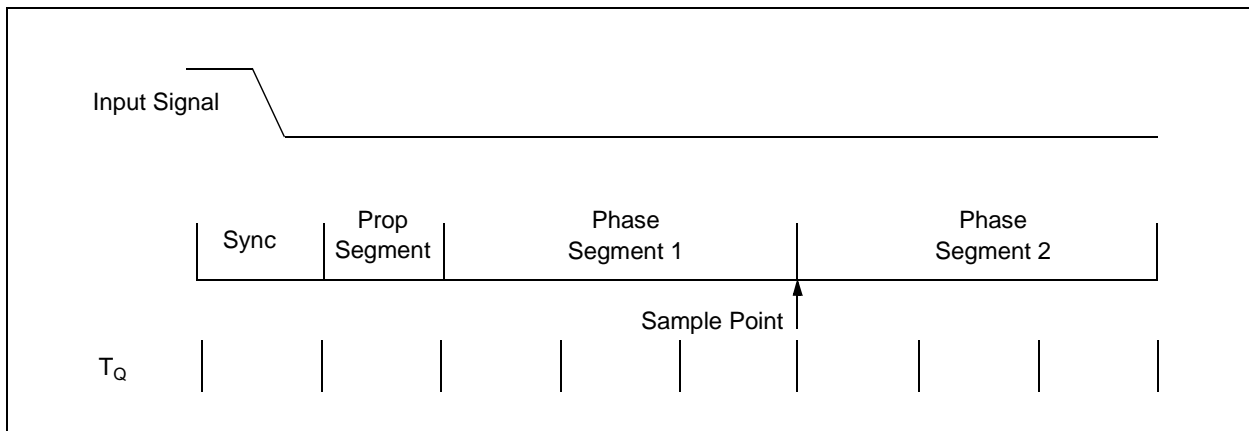 Input Signal
Sync
Prop
Segment
Phase
Segment 1
Phase
Segment 2
Sample Point
TQ